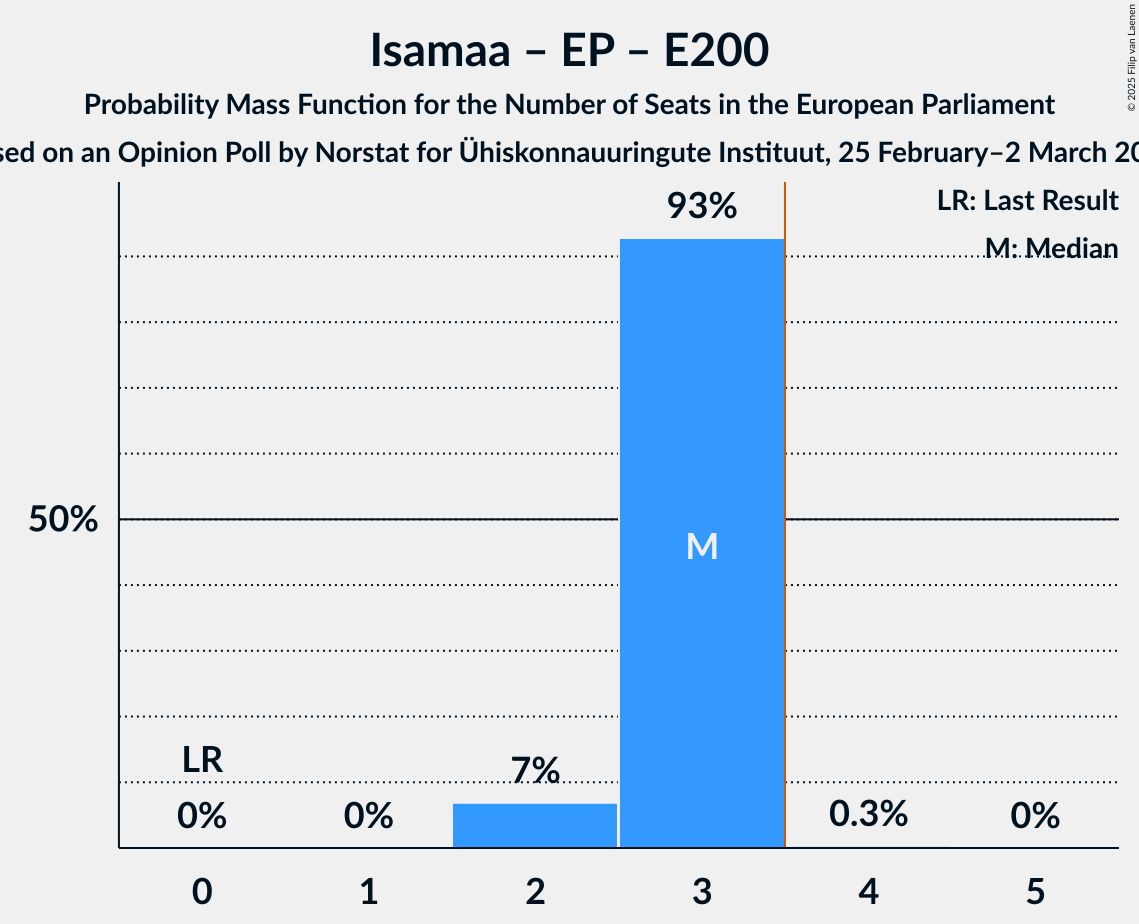 Isamaa – EP – E200
Probability Mass Function for the Number of Seats in the European Parliament
on an Opinion Poll by Norstat for Ühiskonnauuringute Instituut, 25 February–2 March
© 2025 Filip van Laenen
LR: Last Result
M: Median
93%
50%
M
LR
7%
0%
0%
0.3%
0%
0
1
2
3
4
5